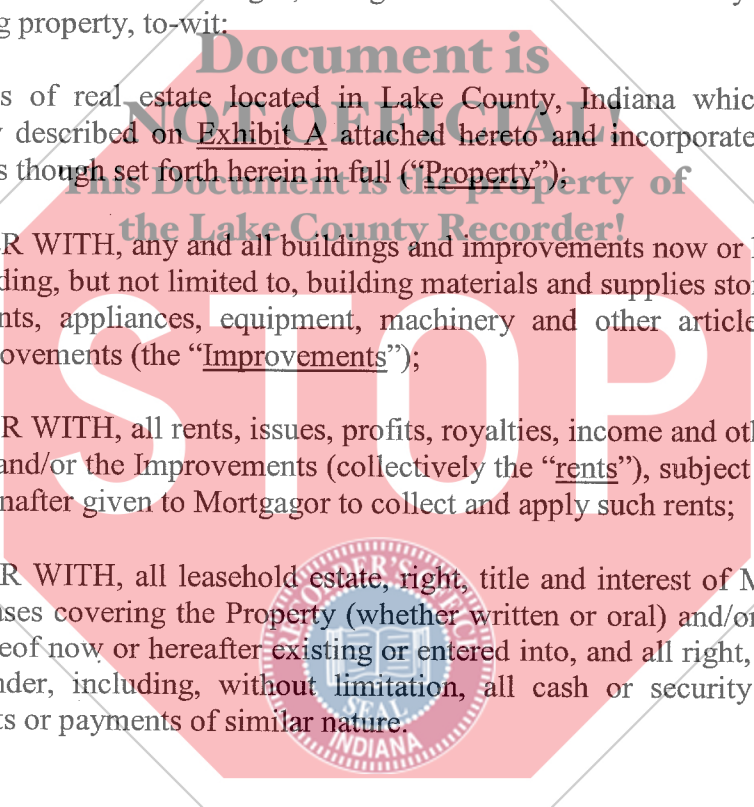 g property, to-wit:
Document is
s of real estate located in Lake County, Indiana whic
NOT OFFICIAL!
described on Exhibit A attached hereto and incorporate
s though set forth herein in full (“Property”);
This Document is the property of
the Lake County Recorder!
R WITH, any and all buildings and improvements now or
ding, but not limited to, building materials and supplies sto
nts, appliances, equipment, machinery and other article
ovements (the “Improvements”);
STOP
R WITH, all rents, issues, profits, royalties, income and ot
and/or the Improvements (collectively the “rents”), subject
nafter given to Mortgagor to collect and apply such rents;
R WITH, all leasehold estate, right, title and interest of M
ases covering the Property (whether written or oral) and/or
eof now or hereafter existing or entered into, and all right,
nder, including, without limitation, all cash or security
ts or payments of similar nature.
RECORDER'S OFFICE
SEAL
INDIANA